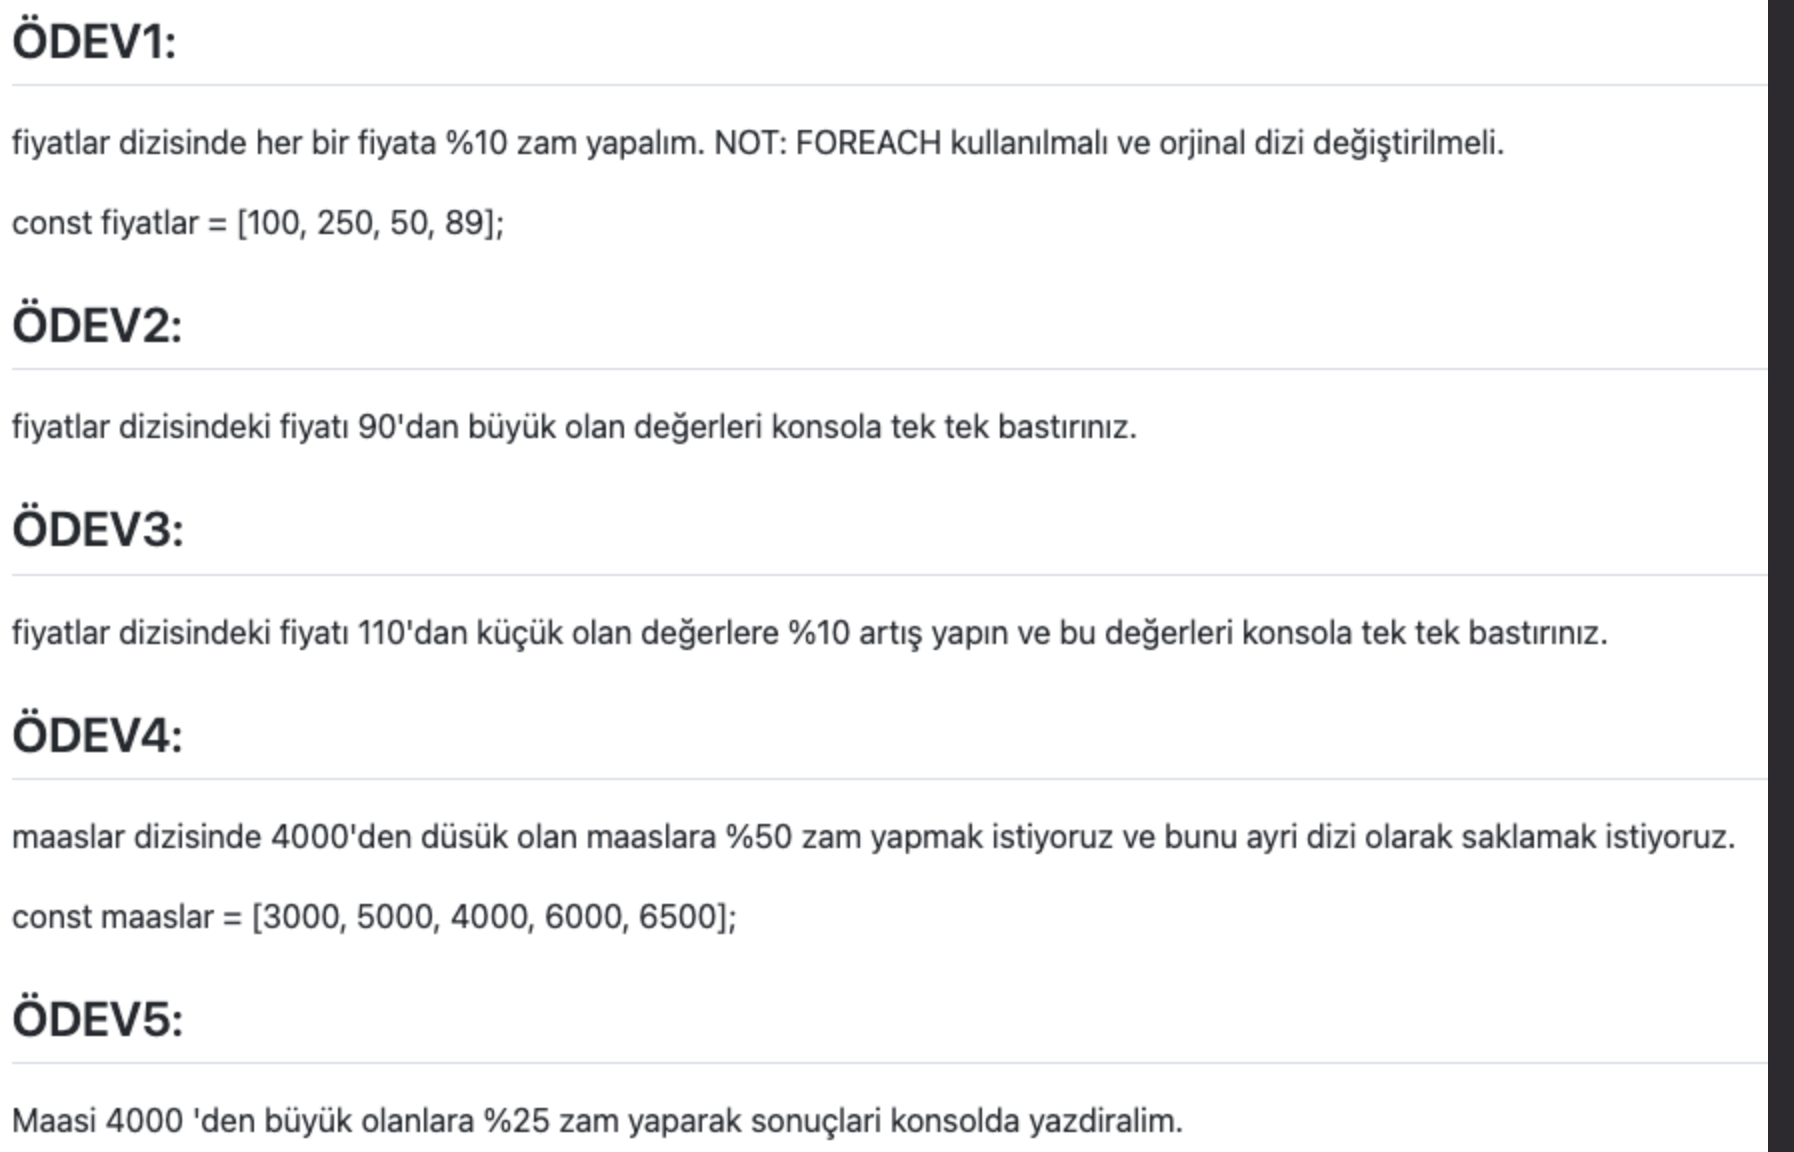 ÖDEV1:
fiyatlar dizisinde her bir fiyata %10 zam yapalım. NOT: FOREACH kullanılmalı ve orjinal dizi değiştirilmeli.
const fiyatlar = [100, 250, 50, 89];
ÖDEV2:
fiyatlar dizisindeki fiyatı 90'dan büyük olan değerleri konsola tek tek bastırınız.
ÖDEV3:
fiyatlar dizisindeki fiyatı 110'dan küçük olan değerlere %10 artış yapın ve bu değerleri konsola tek tek bastırınız.
ÖDEV4:
maaslar dizisinde 4000'den düsük olan maaslara %50 zam yapmak istiyoruz ve bunu ayri dizi olarak saklamak istiyoruz.
const maaslar = [3000, 5000, 4000, 6000, 6500];
ÖDEV5:
Maasi 4000 'den büyük olanlara %25 zam yaparak sonuçlari konsolda yazdiralim.